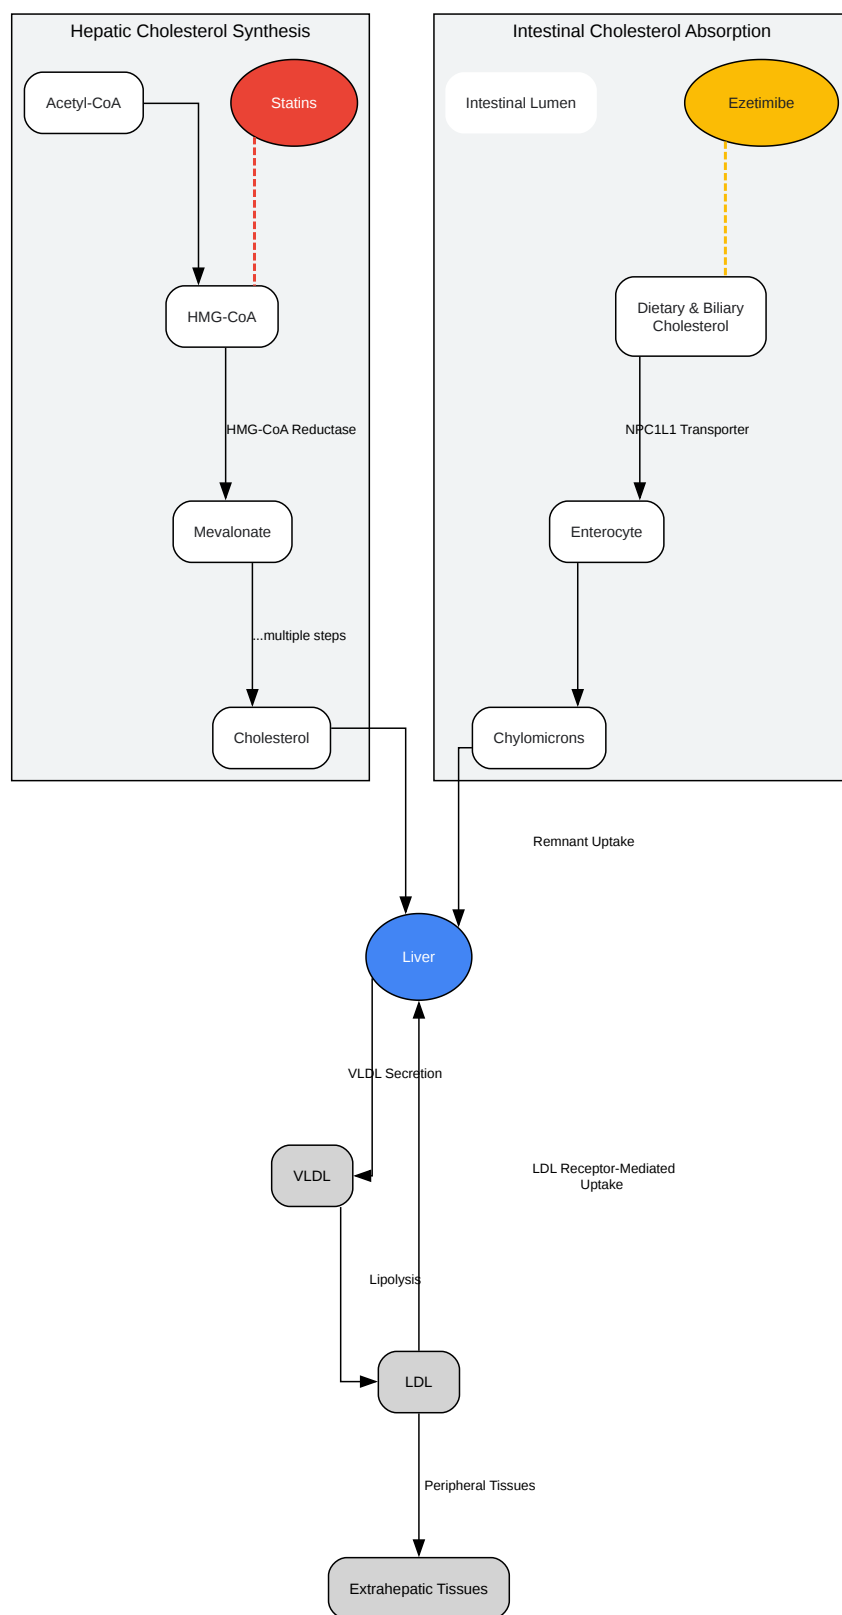 Hepatic Cholesterol Synthesis
Intestinal Cholesterol Absorption
Acetyl-CoA
Statins
Intestinal Lumen
Ezetimibe
HMG-CoA
Dietary & Biliary
Cholesterol
HMG-CoA Reductase
NPC1L1 Transporter
Mevalonate
Enterocyte
...multiple steps
Cholesterol
Chylomicrons
Remnant Uptake
Liver
VLDL Secretion
VLDL
LDL Receptor-Mediated
Uptake
Lipolysis
LDL
Peripheral Tissues
Extrahepatic Tissues